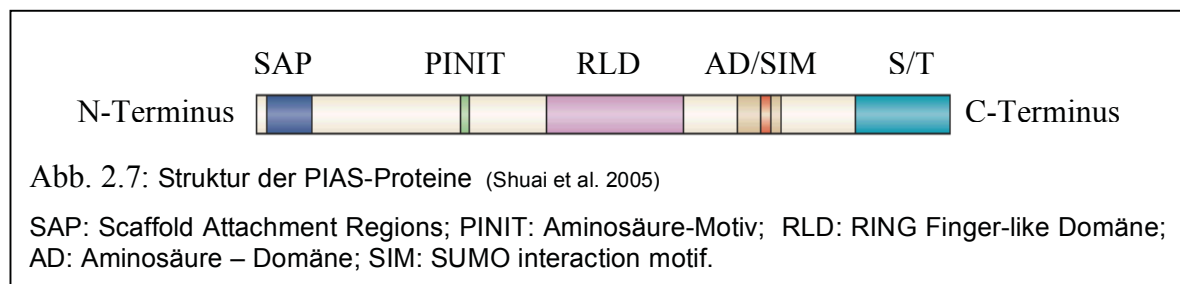 SAP PINIT RLD AD/SIM S/T
N-Terminus C-Terminus
Abb. 2.7: Struktur der PIAS-Proteine (Shuai et al. 2005)
SAP: Scaffold Attachment Regions; PINIT: Aminosäure-Motiv; RLD: RING Finger-like Domäne;
AD: Aminosäure – Domäne; SIM: SUMO interaction motif.